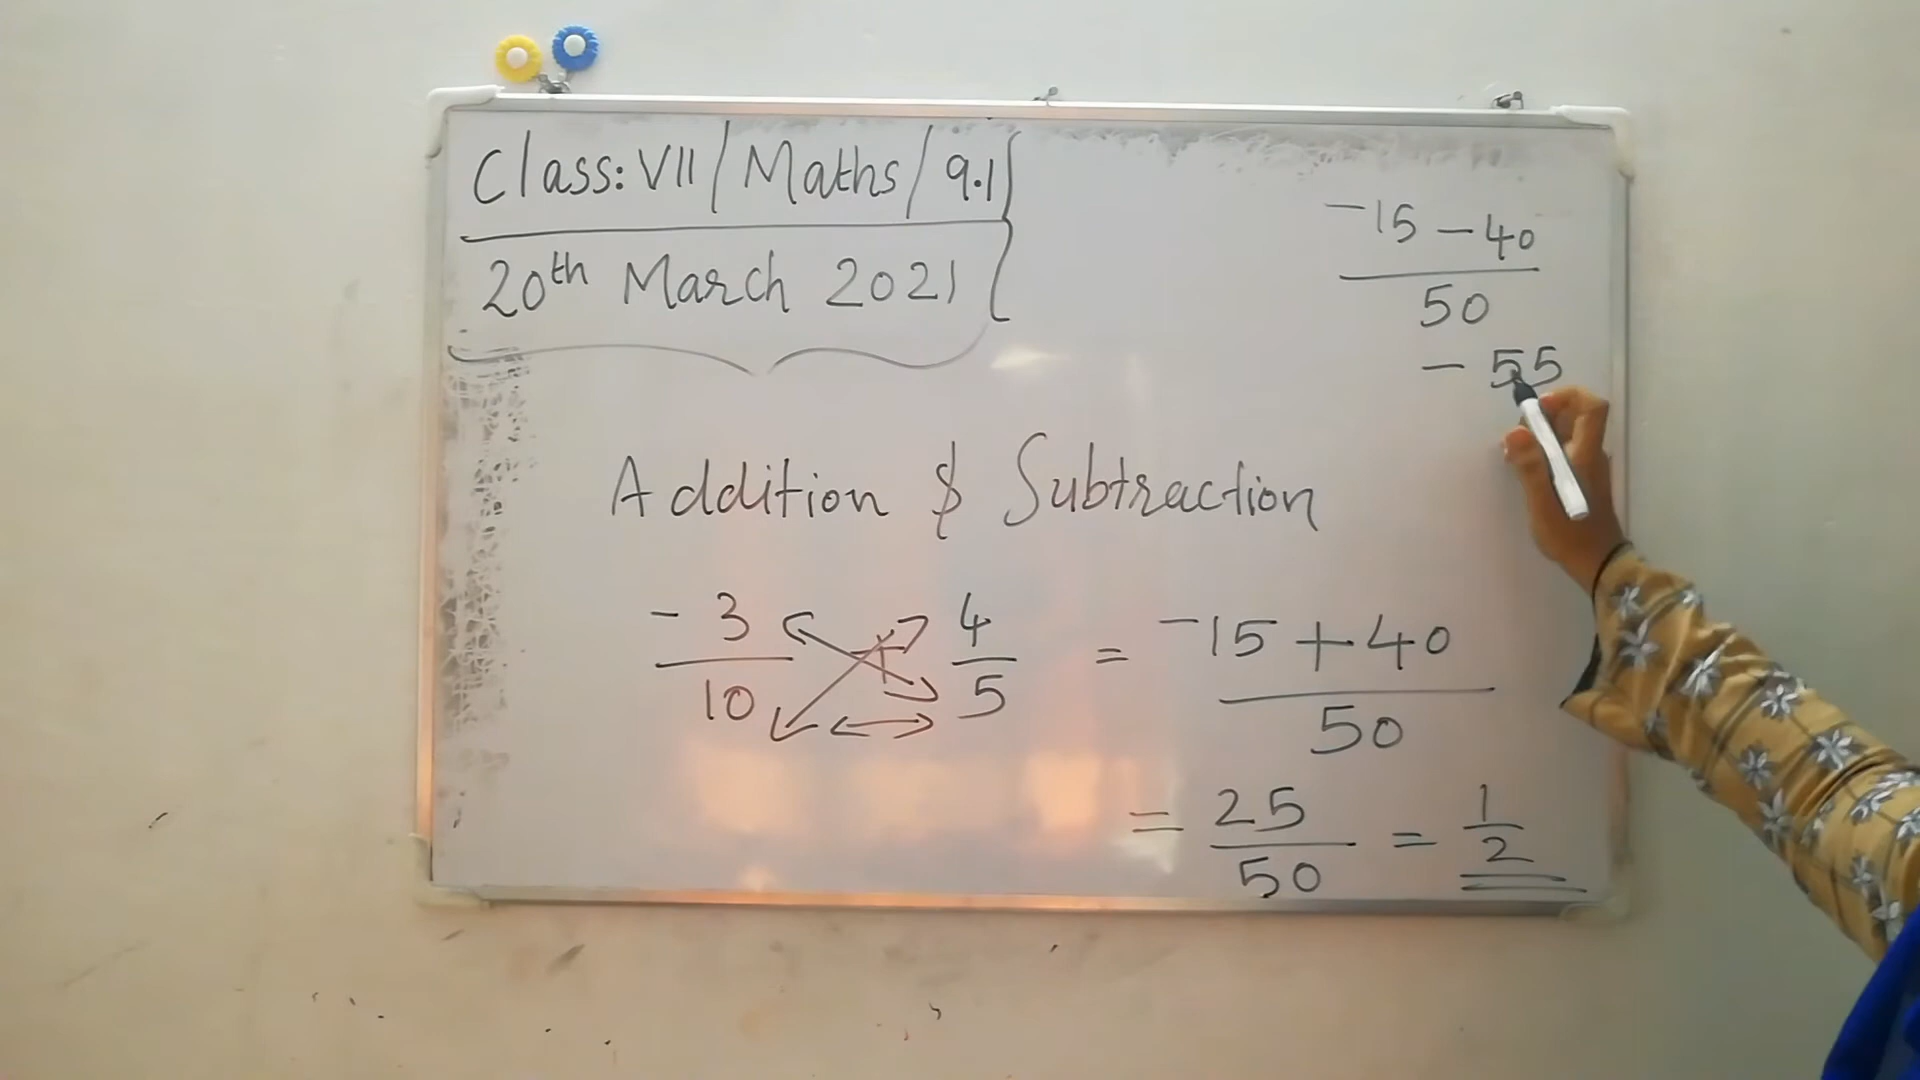 Class: VII / Maths / 9.1
20th March 2021
-15 - 40
50
- 55
Addition & Subtraction
- 3/10 + 4/5 = -15 + 40/50
= 25/50 = 1/2